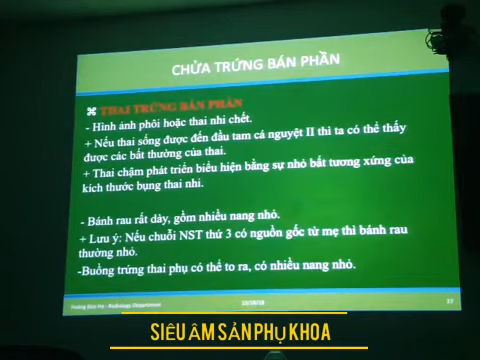 CHỬA TRỨNG BÁN PHẦN
⌘ THAI TRỨNG BÁN PHẦN
- Hình ảnh phôi hoặc thai nhi chết.
+ Nếu thai sống được đến đầu tam cá nguyệt II thì ta có thể thấy
được các bất thường của thai.
+ Thai chậm phát triển biểu hiện bằng sự nhỏ bất tương xứng của
kích thước bụng thai nhi.
- Bánh rau rất dày, gồm nhiều nang nhỏ.
+ Lưu ý: Nếu chuỗi NST thứ 3 có nguồn gốc từ mẹ thì bánh rau
thường nhỏ.
-Buồng trứng thai phụ có thể to ra, có nhiều nang nhỏ.
Radiology Department
SIÊU ÂM SẢN PHỤ KHOA